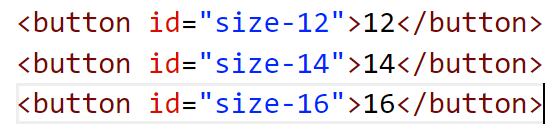 <button id="size-12">12</button>
<button id="size-14">14</button>
<button id="size-16">16</button>